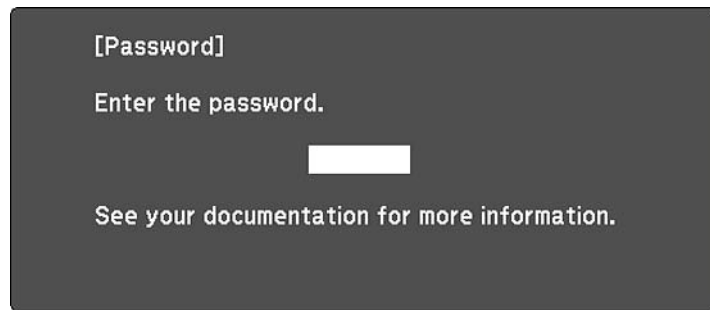 [Password]
Enter the password.
See your documentation for more information.